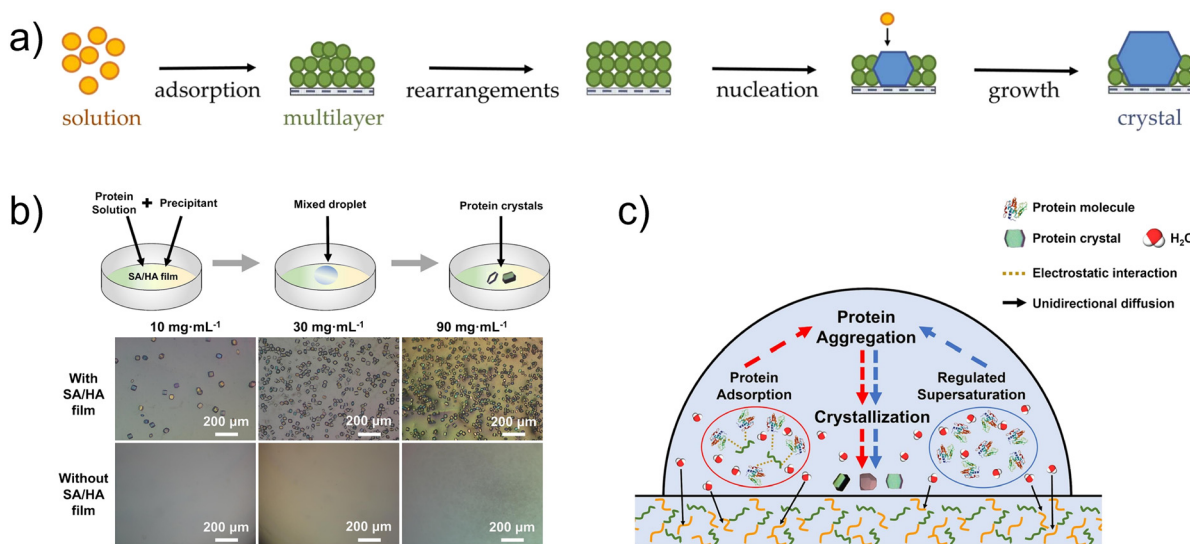 a)
solution
adsorption
multilayer
rearrangements
nucleation
growth
crystal
b)
Protein
Solution
+
Precipitant
SA/HA film
Mixed droplet
Protein crystals
10 mg·mL⁻¹
30 mg·mL⁻¹
90 mg·mL⁻¹
With
SA/HA
film
200 μm
200 μm
200 μm
Without
SA/HA
film
200 μm
200 μm
200 μm
c)
Protein molecule
Protein crystal
Electrostatic interaction
Unidirectional diffusion
Protein
Aggregation
Protein
Adsorption
Regulated
Supersaturation
Crystallization